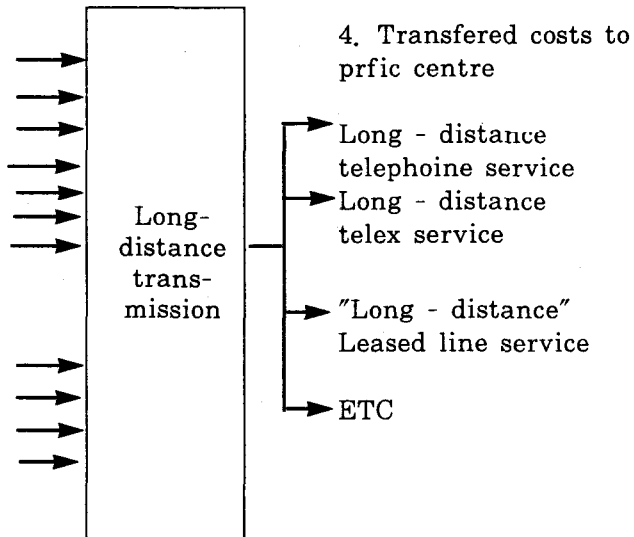 4. Transfered costs to
prfic centre
Long - distance
telephoine service
Long - distance
telex service
Long-
distance
trans-
mission
"Long - distance"
Leased line service
ETC